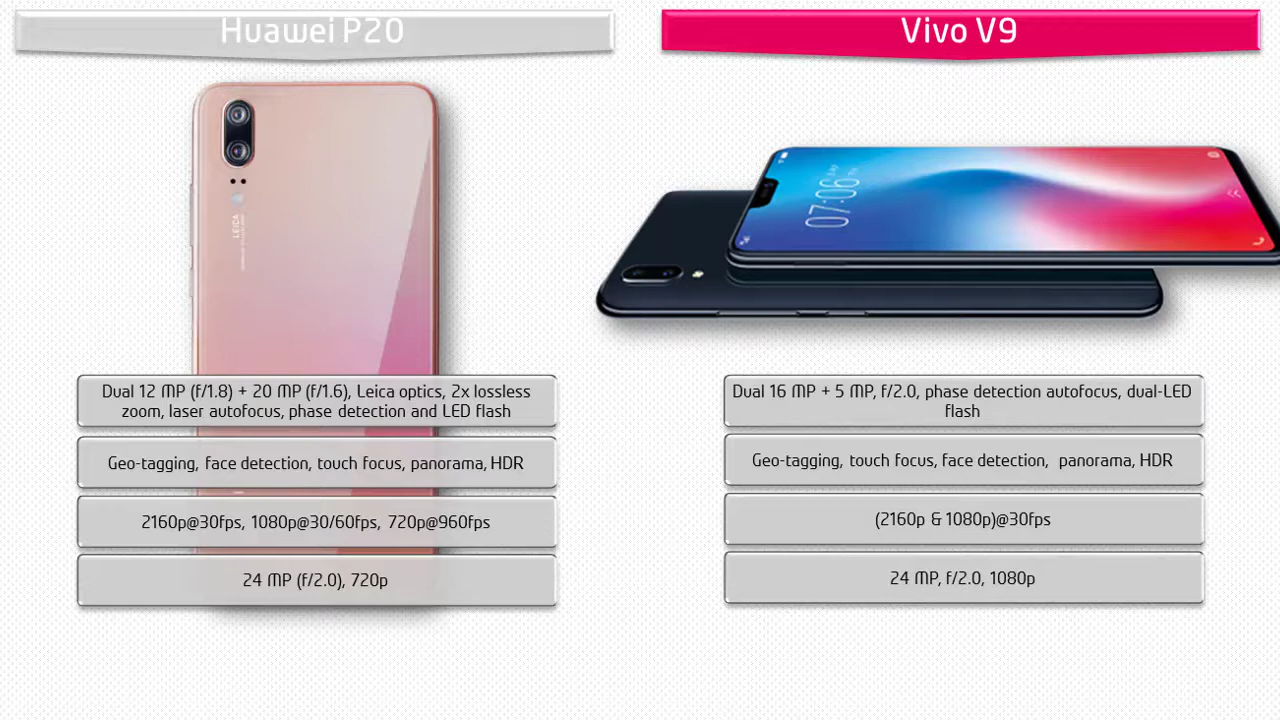 Huawei P20
Vivo V9
LEICA
07:06
Dual 12 MP (f/1.8) + 20 MP (f/1.6), Leica optics, 2x lossless
zoom, laser autofocus, phase detection and LED flash
Geo-tagging, face detection, touch focus, panorama, HDR
2160p@30fps, 1080p@30/60fps, 720p@960fps
24 MP (f/2.0), 720p
Dual 16 MP + 5 MP, f/2.0, phase detection autofocus, dual-LED
flash
Geo-tagging, touch focus, face detection, panorama, HDR
(2160p & 1080p)@30fps
24 MP, f/2.0, 1080p